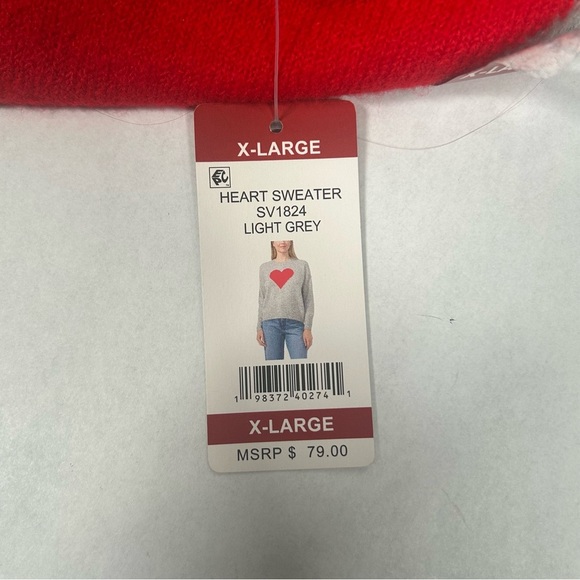 X-LARGE
HEART SWEATER
SV1824
LIGHT GREY
1 98372 40274 1
X-LARGE
MSRP $ 79.00